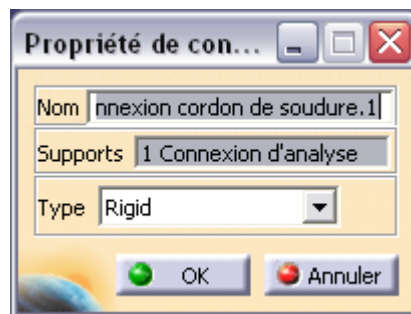 Propriété de con...
Nom nnexion cordon de soudure.1
Supports 1 Connexion d'analyse
Type Rigid
OK Annuler